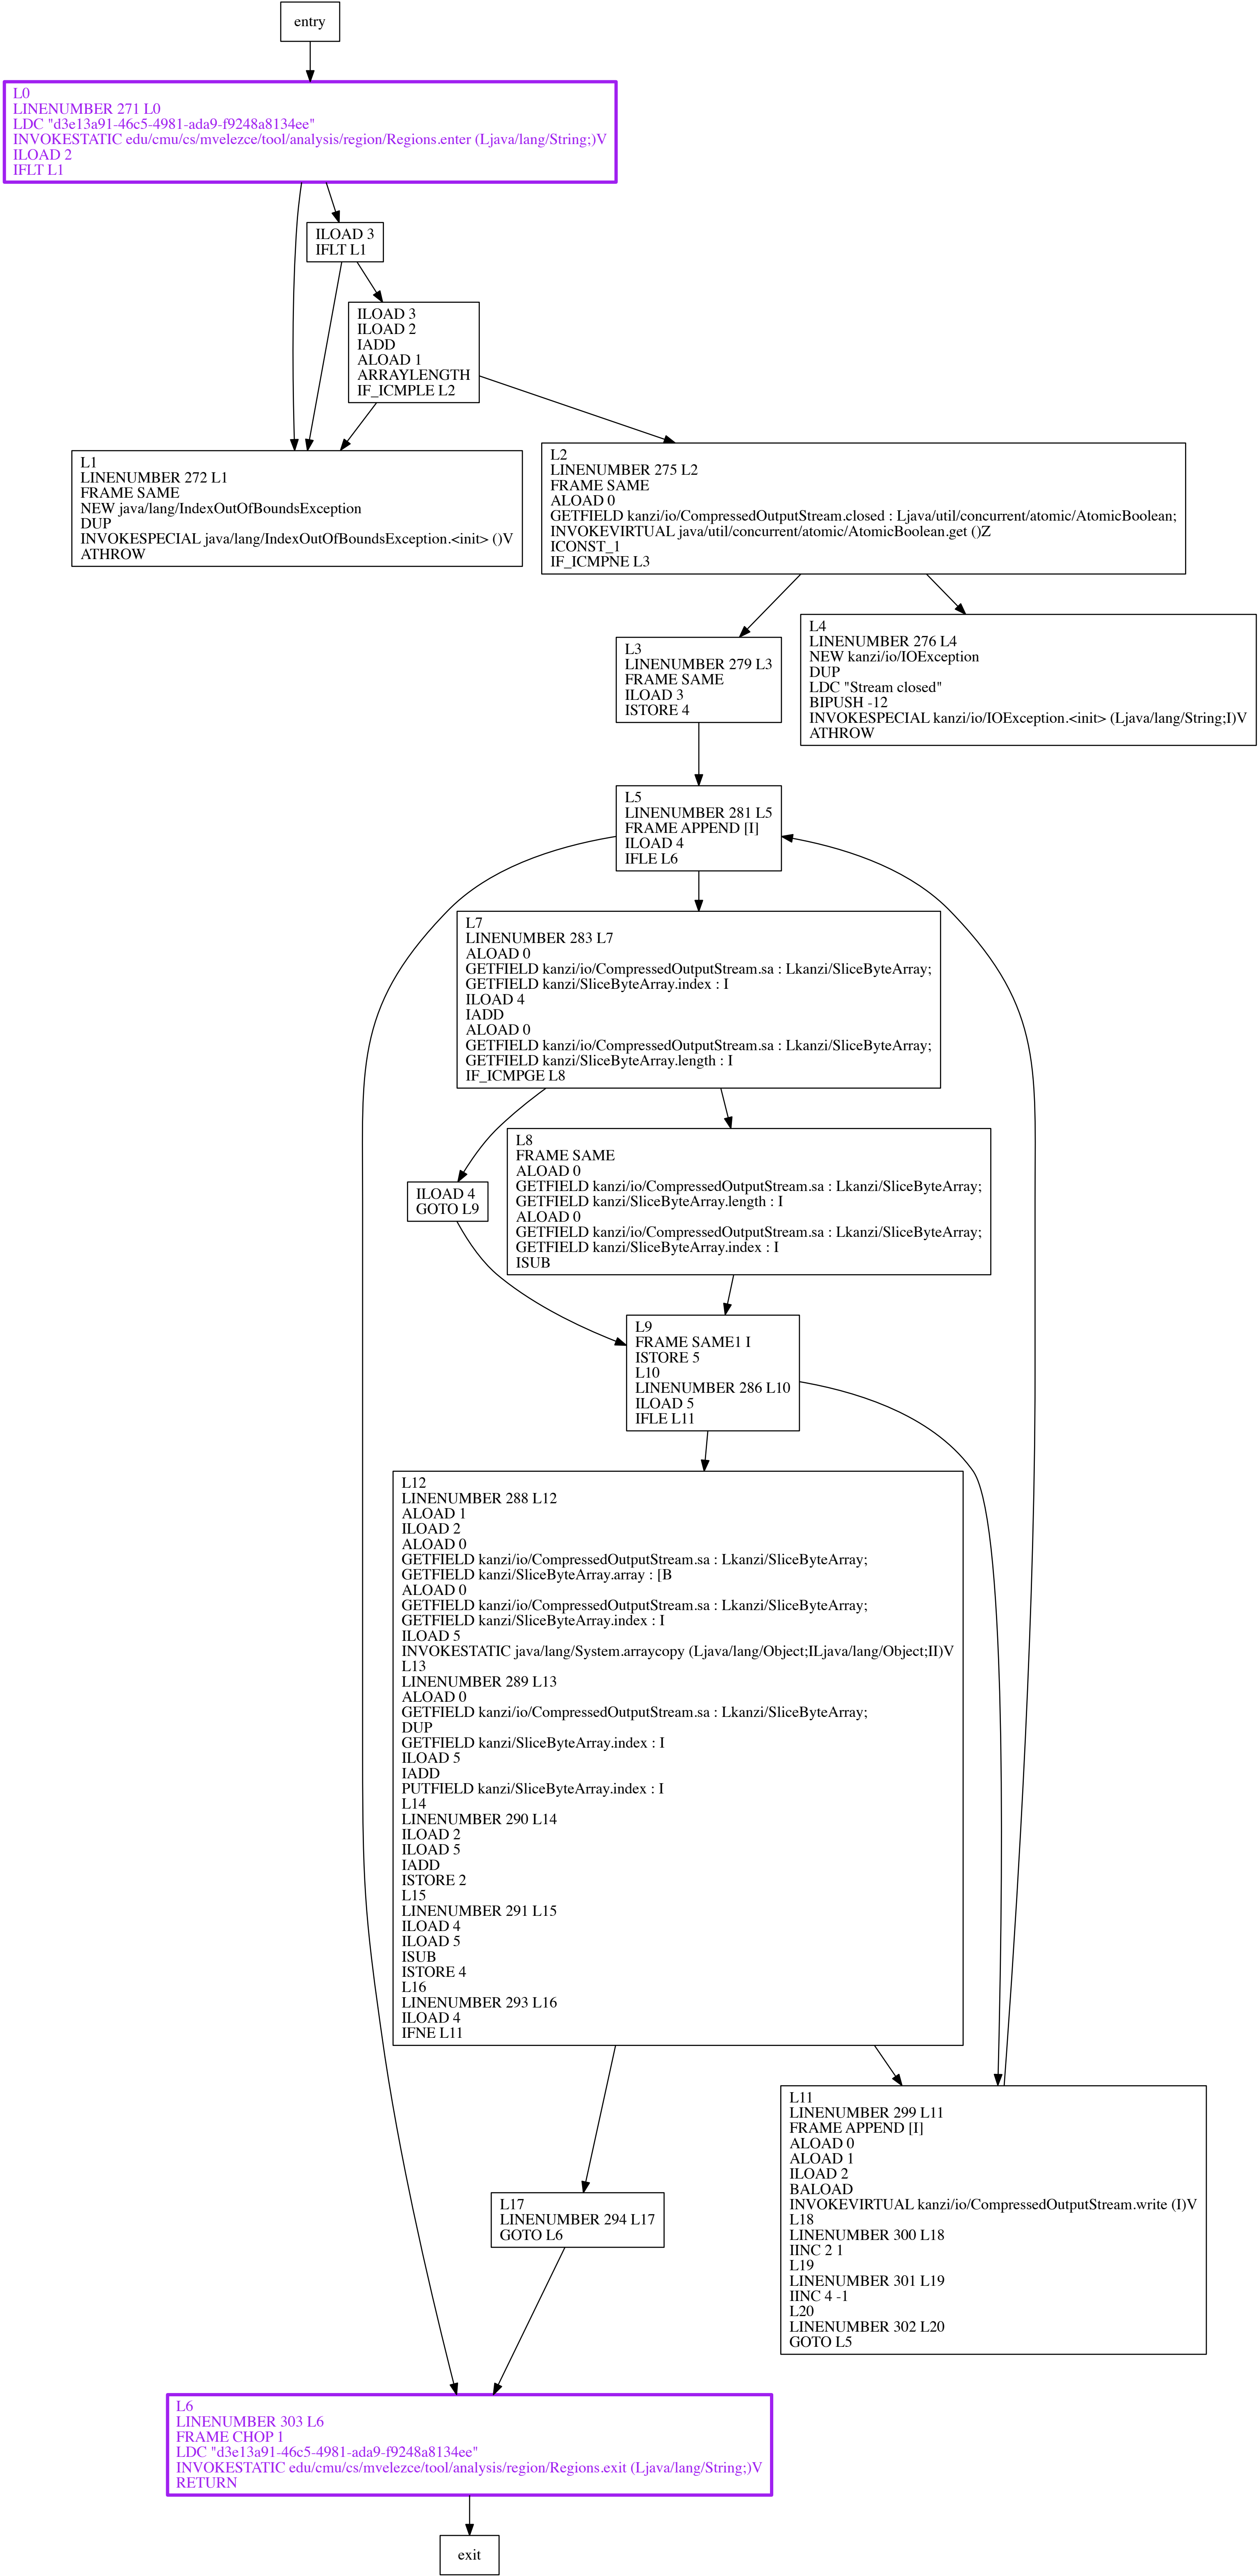 entry
L0
LINENUMBER 271 L0
LDC "d3e13a91-46c5-4981-ada9-f9248a8134ee"
INVOKESTATIC edu/cmu/cs/mvelezce/tool/analysis/region/Regions.enter (Ljava/lang/String;)V
ILOAD 2
IFLT L1
ILOAD 3
IFLT L1
ILOAD 3
ILOAD 2
IADD
ALOAD 1
ARRAYLENGTH
IF_ICMPLE L2
L1
LINENUMBER 272 L1
FRAME SAME
NEW java/lang/IndexOutOfBoundsException
DUP
INVOKESPECIAL java/lang/IndexOutOfBoundsException.<init> ()V
ATHROW
L2
LINENUMBER 275 L2
FRAME SAME
ALOAD 0
GETFIELD kanzi/io/CompressedOutputStream.closed : Ljava/util/concurrent/atomic/AtomicBoolean;
INVOKEVIRTUAL java/util/concurrent/atomic/AtomicBoolean.get ()Z
ICONST_1
IF_ICMPNE L3
L3
LINENUMBER 279 L3
FRAME SAME
ILOAD 3
ISTORE 4
L4
LINENUMBER 276 L4
NEW kanzi/io/IOException
DUP
LDC "Stream closed"
BIPUSH -12
INVOKESPECIAL kanzi/io/IOException.<init> (Ljava/lang/String;I)V
ATHROW
L5
LINENUMBER 281 L5
FRAME APPEND [I]
ILOAD 4
IFLE L6
L7
LINENUMBER 283 L7
ALOAD 0
GETFIELD kanzi/io/CompressedOutputStream.sa : Lkanzi/SliceByteArray;
GETFIELD kanzi/SliceByteArray.index : I
ILOAD 4
IADD
ALOAD 0
GETFIELD kanzi/io/CompressedOutputStream.sa : Lkanzi/SliceByteArray;
GETFIELD kanzi/SliceByteArray.length : I
IF_ICMPGE L8
ILOAD 4
GOTO L9
L8
FRAME SAME
ALOAD 0
GETFIELD kanzi/io/CompressedOutputStream.sa : Lkanzi/SliceByteArray;
GETFIELD kanzi/SliceByteArray.length : I
ALOAD 0
GETFIELD kanzi/io/CompressedOutputStream.sa : Lkanzi/SliceByteArray;
GETFIELD kanzi/SliceByteArray.index : I
ISUB
L9
FRAME SAME1 I
ISTORE 5
L10
LINENUMBER 286 L10
ILOAD 5
IFLE L11
L12
LINENUMBER 288 L12
ALOAD 1
ILOAD 2
ALOAD 0
GETFIELD kanzi/io/CompressedOutputStream.sa : Lkanzi/SliceByteArray;
GETFIELD kanzi/SliceByteArray.array : [B
ALOAD 0
GETFIELD kanzi/io/CompressedOutputStream.sa : Lkanzi/SliceByteArray;
GETFIELD kanzi/SliceByteArray.index : I
ILOAD 5
INVOKESTATIC java/lang/System.arraycopy (Ljava/lang/Object;ILjava/lang/Object;II)V
L13
LINENUMBER 289 L13
ALOAD 0
GETFIELD kanzi/io/CompressedOutputStream.sa : Lkanzi/SliceByteArray;
DUP
GETFIELD kanzi/SliceByteArray.index : I
ILOAD 5
IADD
PUTFIELD kanzi/SliceByteArray.index : I
L14
LINENUMBER 290 L14
ILOAD 2
ILOAD 5
IADD
ISTORE 2
L15
LINENUMBER 291 L15
ILOAD 4
ILOAD 5
ISUB
ISTORE 4
L16
LINENUMBER 293 L16
ILOAD 4
IFNE L11
L11
LINENUMBER 299 L11
FRAME APPEND [I]
ALOAD 0
ALOAD 1
ILOAD 2
BALOAD
INVOKEVIRTUAL kanzi/io/CompressedOutputStream.write (I)V
L18
LINENUMBER 300 L18
IINC 2 1
L19
LINENUMBER 301 L19
IINC 4 -1
L20
LINENUMBER 302 L20
GOTO L5
L17
LINENUMBER 294 L17
GOTO L6
L6
LINENUMBER 303 L6
FRAME CHOP 1
LDC "d3e13a91-46c5-4981-ada9-f9248a8134ee"
INVOKESTATIC edu/cmu/cs/mvelezce/tool/analysis/region/Regions.exit (Ljava/lang/String;)V
RETURN
exit